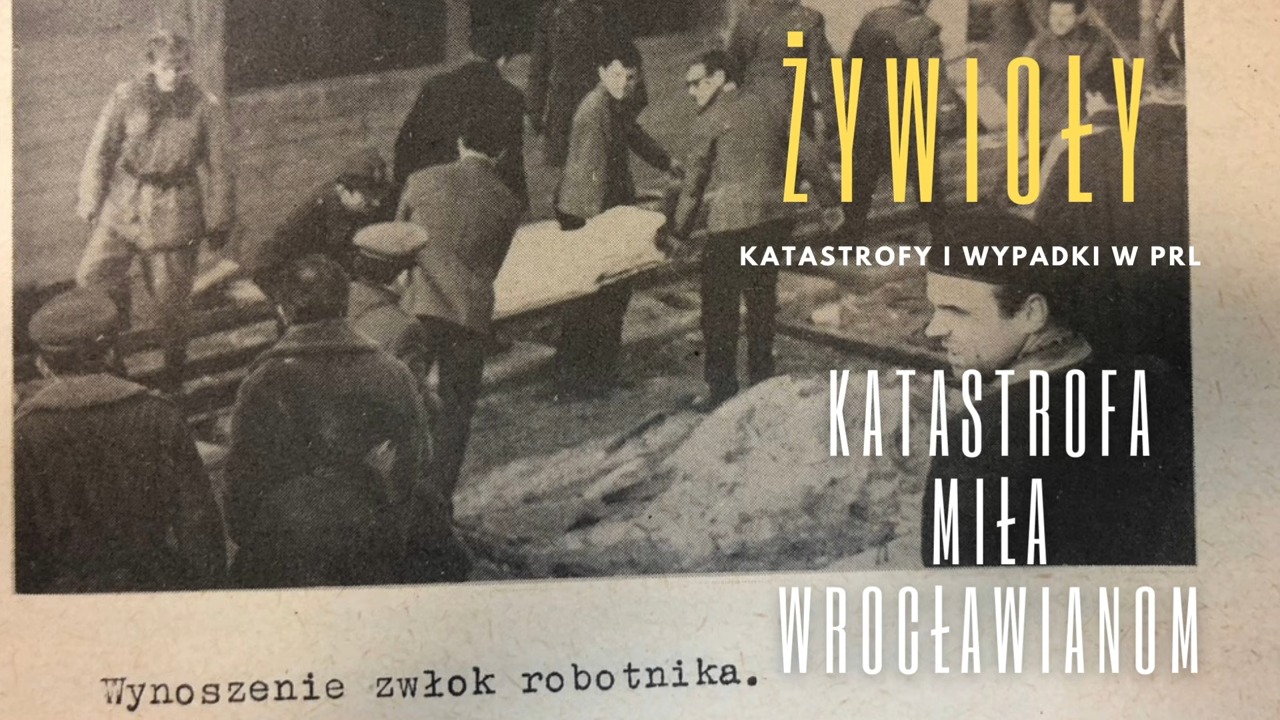 ŻYWIOŁY
KATASTROFY I WYPADKI W PRL
KATASTROFA
MIŁA
WROCŁAWIANOM
Wynoszenie zwłok robotnika.